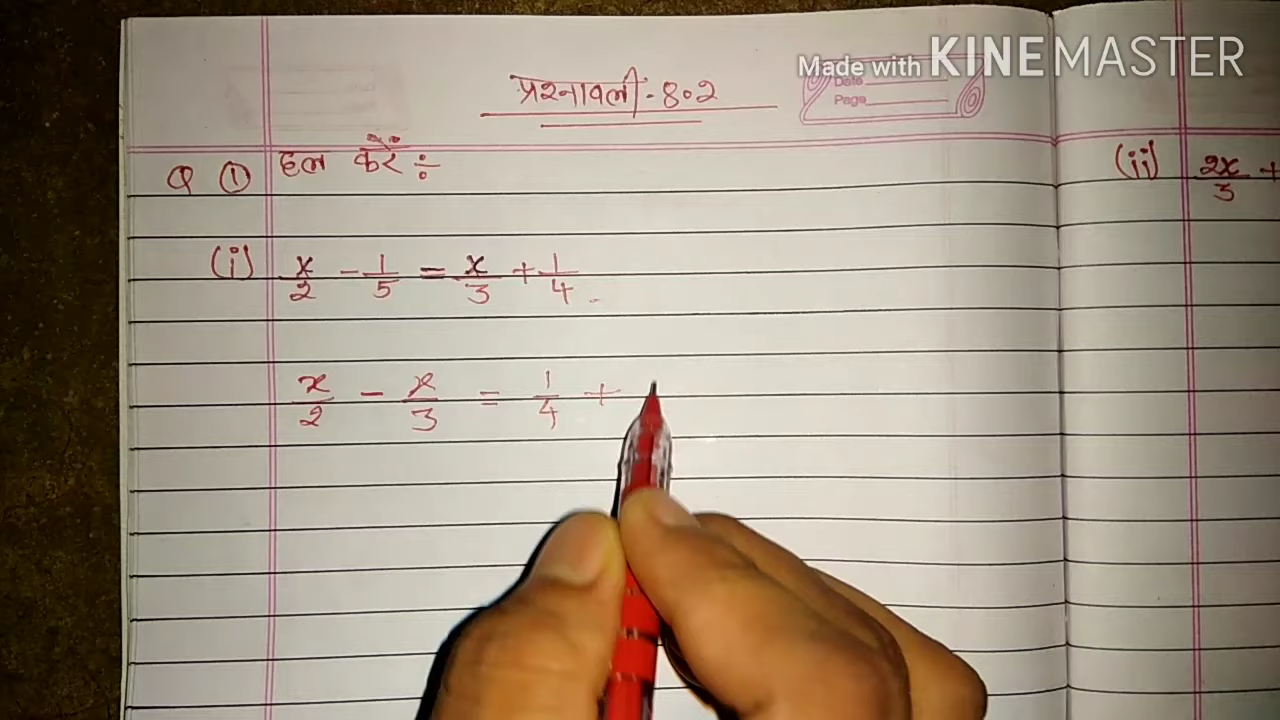 Made with KINEMASTER
प्रश्नावली - 8.2
Date
Page
Q ① हल करें ÷
(i) x/2 - 1/5 = x/3 + 1/4
x/2 - x/3 = 1/4 +
(ii) 2x/3 +